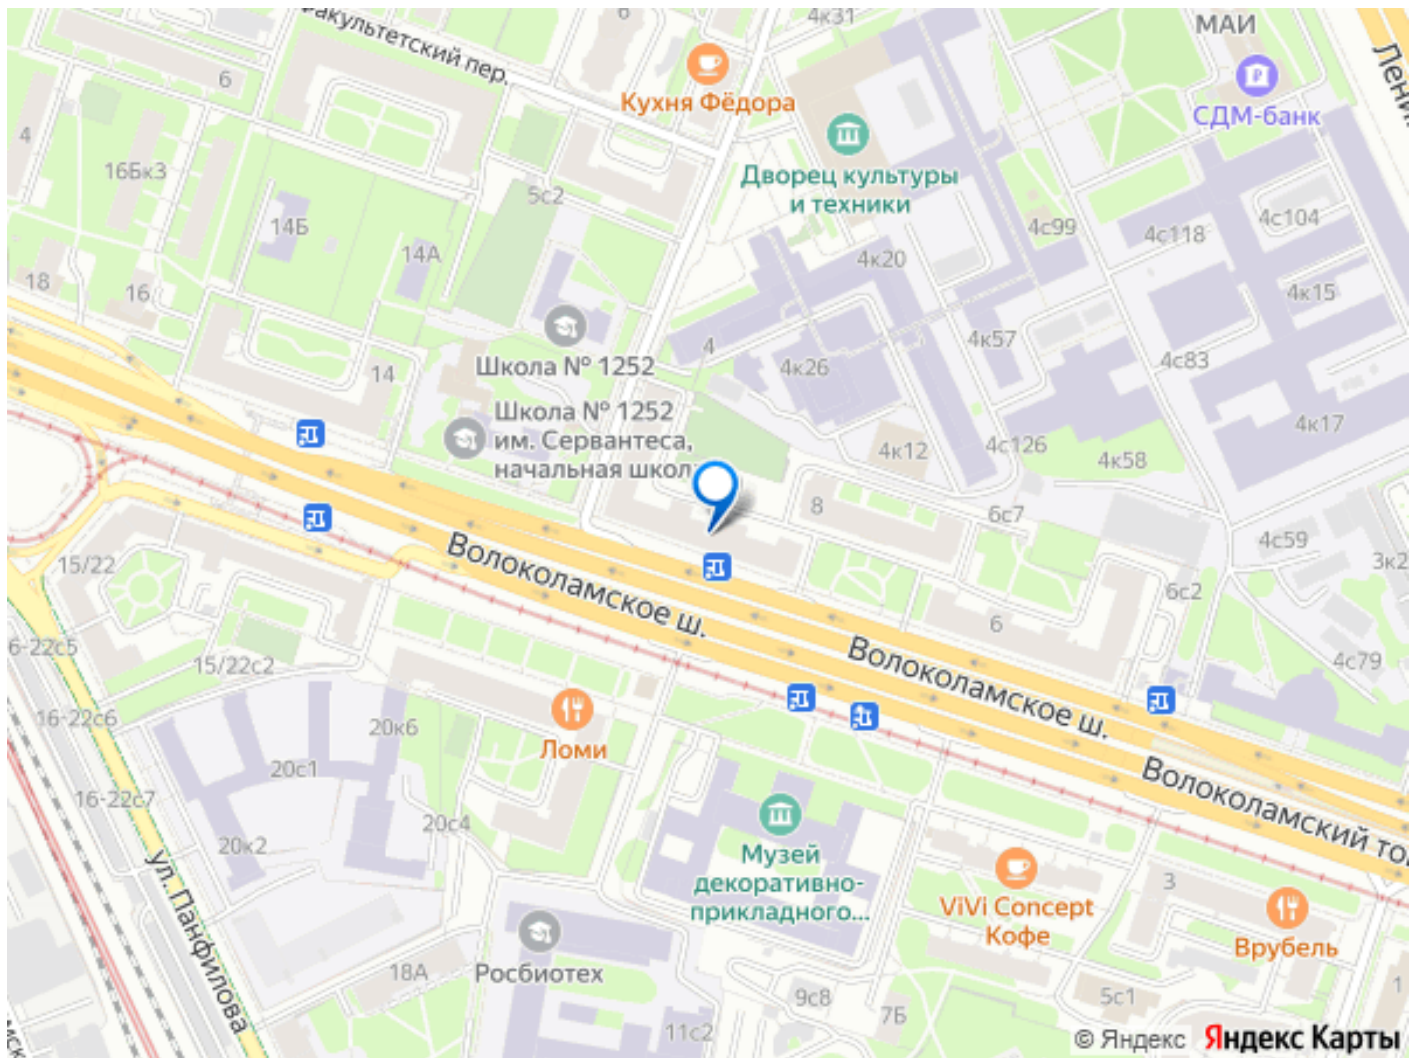 акультетский пер.
6
4к31
МАИ
Ленин
Кухня Фёдора
СДМ-банк
6
4
16Бк3
5с2
Дворец культуры
и техники
14Б
14А
4к20
4с99
4с118
4с104
18
16
4к15
Школа № 1252
4
4к26
4к57
4с83
14
Школа № 1252
им. Сервантеса,
начальная школа
4к12
4с126
4к58
4к17
8
6с7
4с59
3к2
Волоколамское ш.
15/22
6с2
6
4с79
6-22с5
15/22с2
Волоколамское ш.
16-22с6
20к6
Ломи
20с1
16-22с7
Волоколамский то
20с4
20к2
ул. Панфилова
Музей
декоративно-
прикладного...
ViVi Concept
Кофе
3
Врубель
Росбиотех
18А
9с8
7Б
5с1
1
11с2
© Яндекс Яндекс Карты